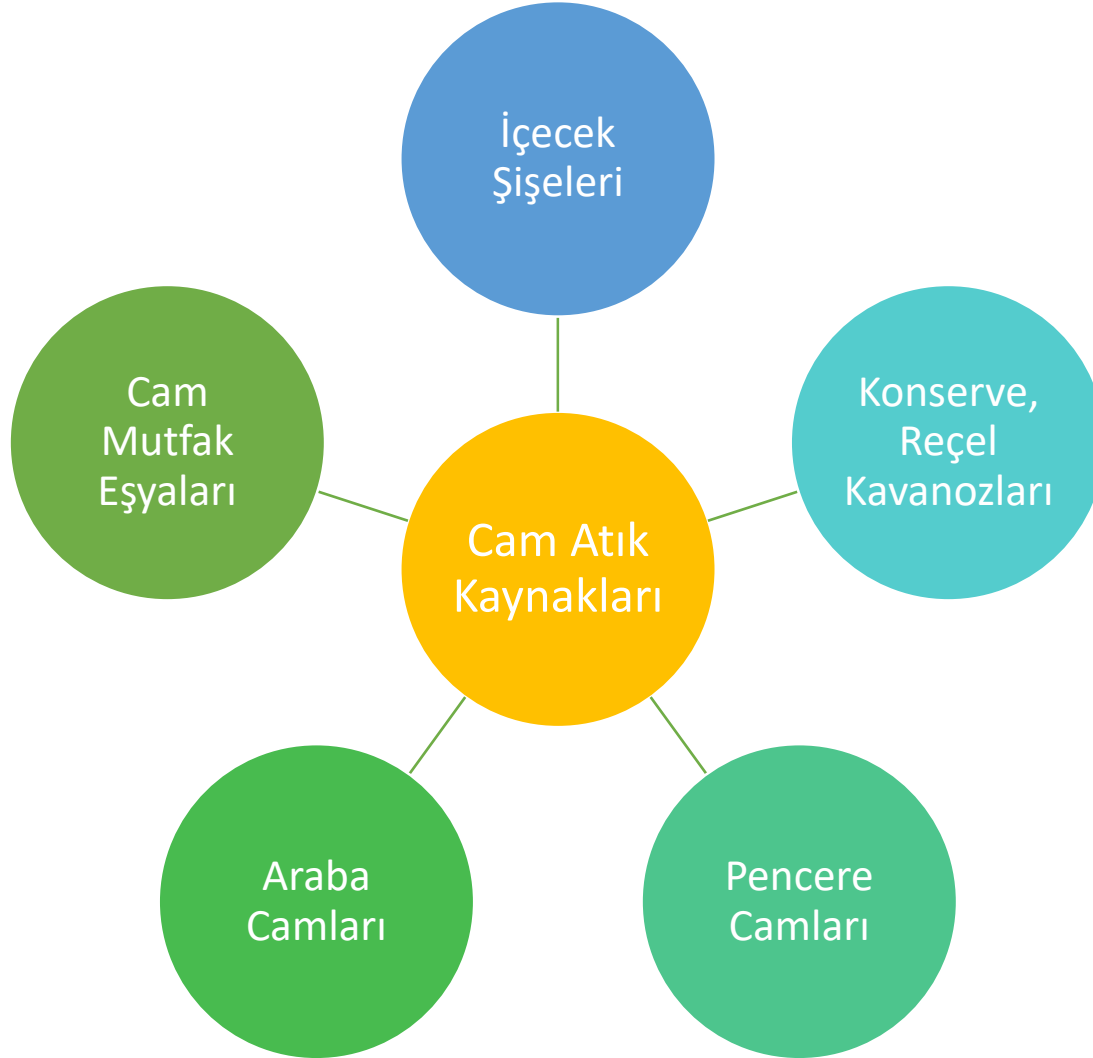 İçecek
Şişeleri
Cam
Mutfak
Eşyaları
Konserve,
Reçel
Kavanozları
Cam Atık
Kaynakları
Araba
Camları
Pencere
Camları